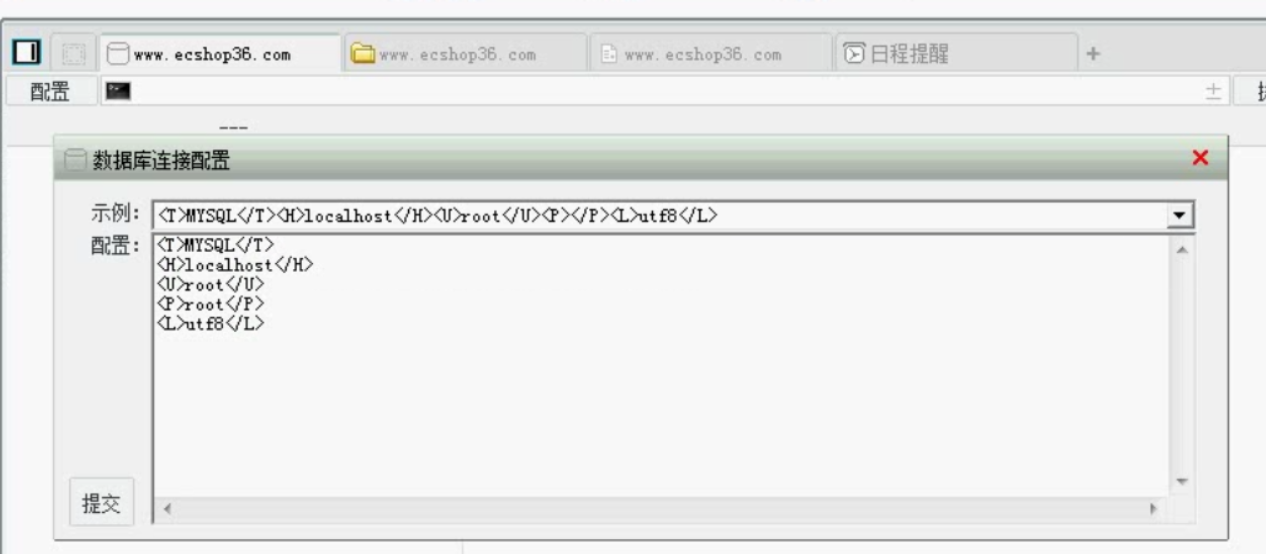 www.ecshop36.com www.ecshop36.com www.ecshop36.com 日程提醒 +
配置
---
数据库连接配置
示例: <T>MYSQL</T><H>localhost</H><U>root</U><P></P><L>utf8</L>
配置: <T>MYSQL</T>
<H>localhost</H>
<U>root</U>
<P>root</P>
<L>utf8</L>
提交